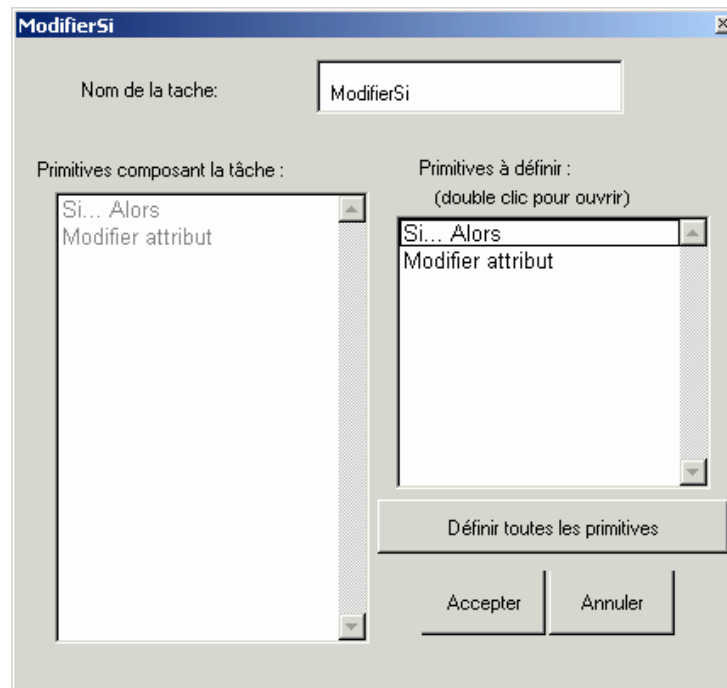 ModifierSi
Nom de la tache:
ModifierSi
Primitives composant la tâche :
Si... Alors
Modifier attribut
Primitives à définir :
(double clic pour ouvrir)
Si... Alors
Modifier attribut
Définir toutes les primitives
Accepter
Annuler